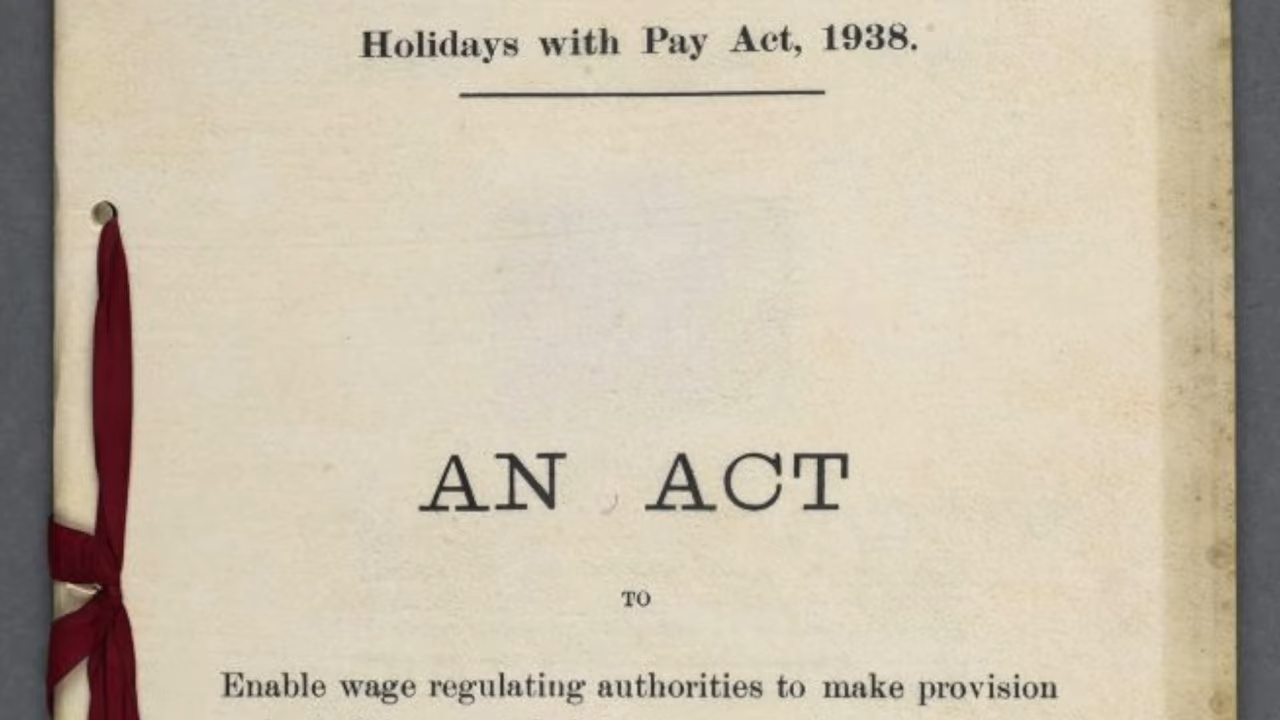 Holidays with Pay Act, 1938.
AN ACT
TO
Enable wage regulating authorities to make provision